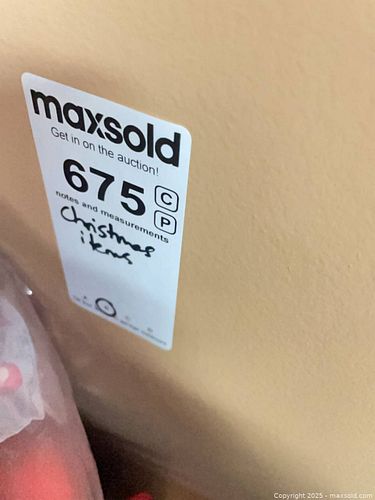 maxsold
Get in on the auction!
675 C
P
notes and measurements
Christmas
items
Copyright 2025 - maxsold.com